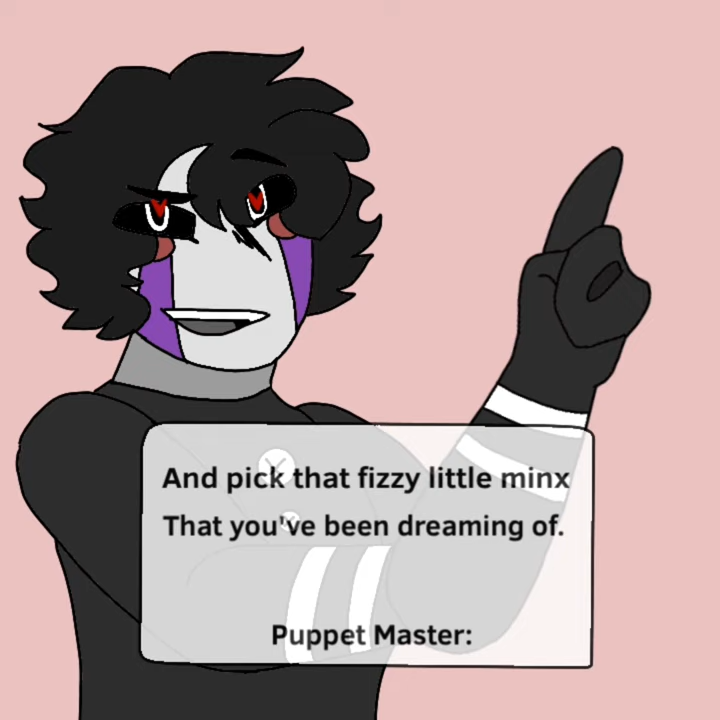 And pick that fizzy little minx
That you've been dreaming of.
Puppet Master: